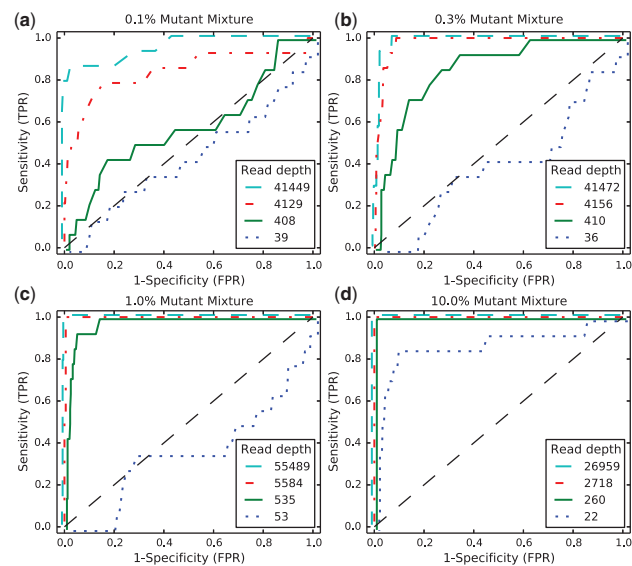 (a)
0.1% Mutant Mixture
1.0
0.8
0.6
0.4
0.2
0.0
Sensitivity (TPR)
Read depth
41449
4129
408
39
0.0 0.2 0.4 0.6 0.8 1.0
1–Specificity (FPR)
(b)
0.3% Mutant Mixture
1.0
0.8
0.6
0.4
0.2
0.0
Sensitivity (TPR)
Read depth
41472
4156
410
36
0.0 0.2 0.4 0.6 0.8 1.0
1–Specificity (FPR)
(c)
1.0% Mutant Mixture
1.0
0.8
0.6
0.4
0.2
0.0
Sensitivity (TPR)
Read depth
55489
5584
535
53
0.0 0.2 0.4 0.6 0.8 1.0
1–Specificity (FPR)
(d)
10.0% Mutant Mixture
1.0
0.8
0.6
0.4
0.2
0.0
Sensitivity (TPR)
Read depth
26959
2718
260
22
0.0 0.2 0.4 0.6 0.8 1.0
1–Specificity (FPR)